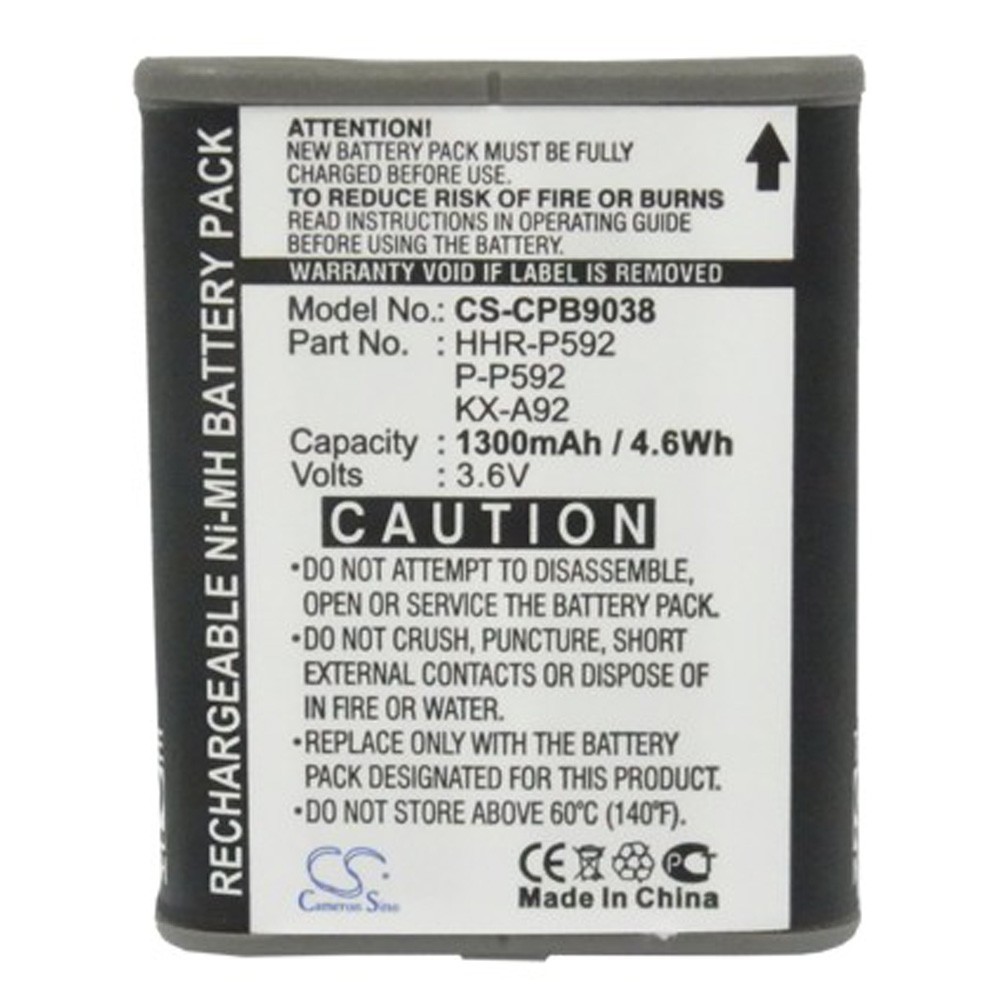 RECHARGEABLE Ni-MH BATTERY PACK
ATTENTION!
NEW BATTERY PACK MUST BE FULLY
CHARGED BEFORE USE.
TO REDUCE RISK OF FIRE OR BURNS
READ INSTRUCTIONS IN OPERATING GUIDE
BEFORE USING THE BATTERY.
WARRANTY VOID IF LABEL IS REMOVED
Model No.: CS-CPB9038
Part No. : HHR-P592
P-P592
KX-A92
Capacity : 1300mAh / 4.6Wh
Volts : 3.6V
CAUTION
•DO NOT ATTEMPT TO DISASSEMBLE,
OPEN OR SERVICE THE BATTERY PACK.
•DO NOT CRUSH, PUNCTURE, SHORT
EXTERNAL CONTACTS OR DISPOSE
IN FIRE OR WATER.
•REPLACE ONLY WITH THE BATTERY
PACK DESIGNATED FOR THIS PRODUCT.
•DO NOT STORE ABOVE 60°C (140°F).
CS
Cameron Sino
CE
Made in China